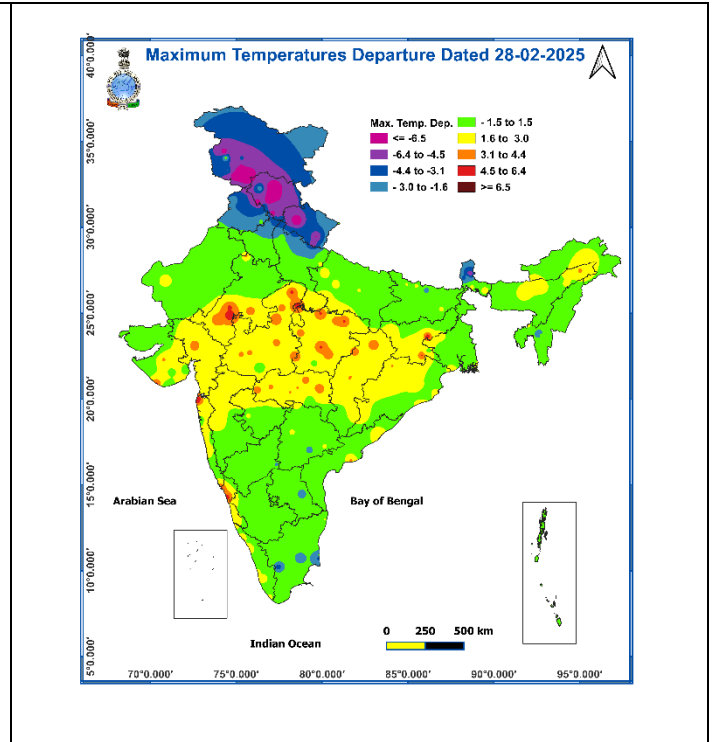 Maximum Temperatures Departure Dated 28-02-2025
Max. Temp. Dep.
<= -6.5
-6.4 to -4.5
-4.4 to -3.1
- 3.0 to -1.6
- 1.5 to 1.5
1.6 to 3.0
3.1 to 4.4
4.5 to 6.4
>= 6.5
40°0.000'
35°0.000'
30°0.000'
25°0.000'
20°0.000'
15°0.000'
10°0.000'
5°0.000'
Arabian Sea
Bay of Bengal
Indian Ocean
0 250 500 km
70°0.000' 75°0.000' 80°0.000' 85°0.000' 90°0.000' 95°0.000'